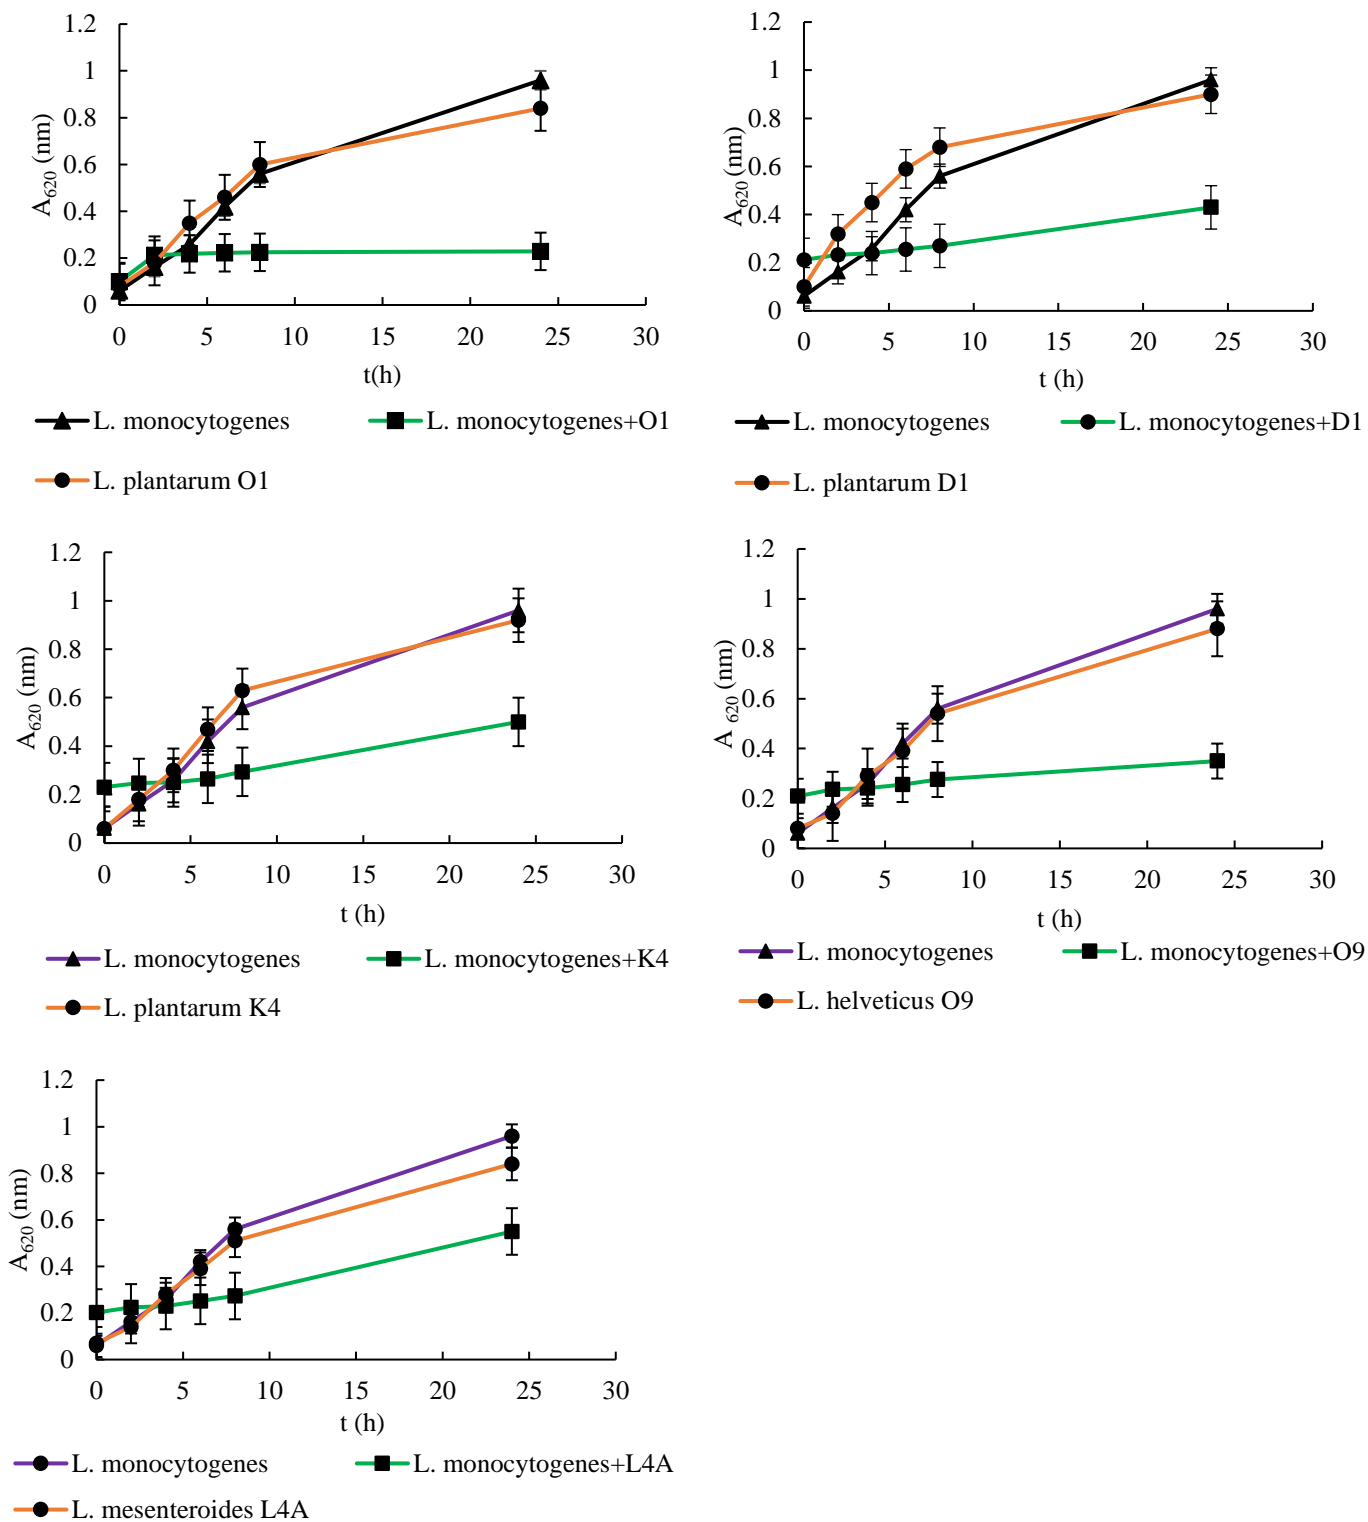 1.2
1
0.8
0.6
0.4
0.2
0
A620 (nm)
0 5 10 15 20 25 30
t(h)
L. monocytogenes L. monocytogenes+O1
L. plantarum O1
1.2
1
0.8
0.6
0.4
0.2
0
A620 (nm)
0 5 10 15 20 25 30
t (h)
L. monocytogenes L. monocytogenes+D1
L. plantarum D1
1.2
1
0.8
0.6
0.4
0.2
0
A620 (nm)
0 5 10 15 20 25 30
t (h)
L. monocytogenes L. monocytogenes+K4
L. plantarum K4
1.2
1
0.8
0.6
0.4
0.2
0
A 620 (nm)
0 5 10 15 20 25 30
t (h)
L. monocytogenes L. monocytogenes+O9
L. helveticus O9
1.2
1
0.8
0.6
0.4
0.2
0
A620 (nm)
0 5 10 15 20 25 30
t (h)
L. monocytogenes L. monocytogenes+L4A
L. mesenteroides L4A